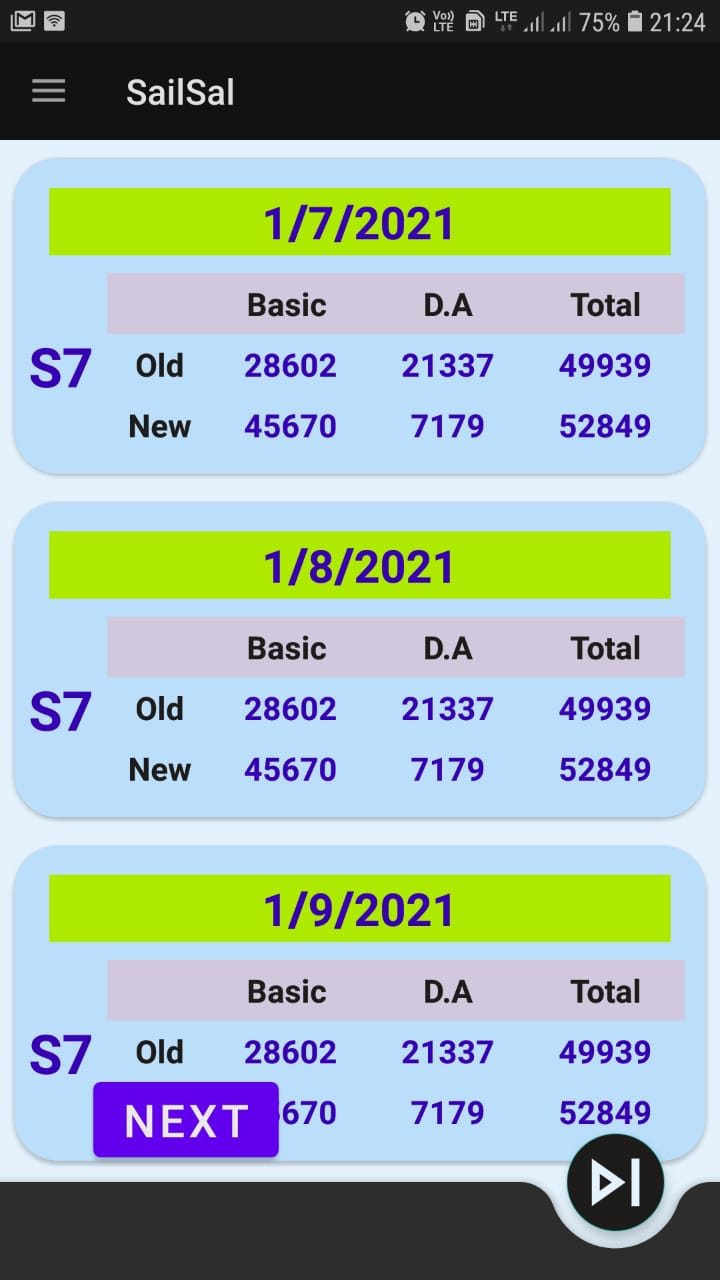 Vo)) LTE LTE 75% 21:24
SailSal
1/7/2021
Basic D.A Total
S7 Old 28602 21337 49939
New 45670 7179 52849
1/8/2021
Basic D.A Total
S7 Old 28602 21337 49939
New 45670 7179 52849
1/9/2021
Basic D.A Total
S7 Old 28602 21337 49939
670 7179 52849
NEXT